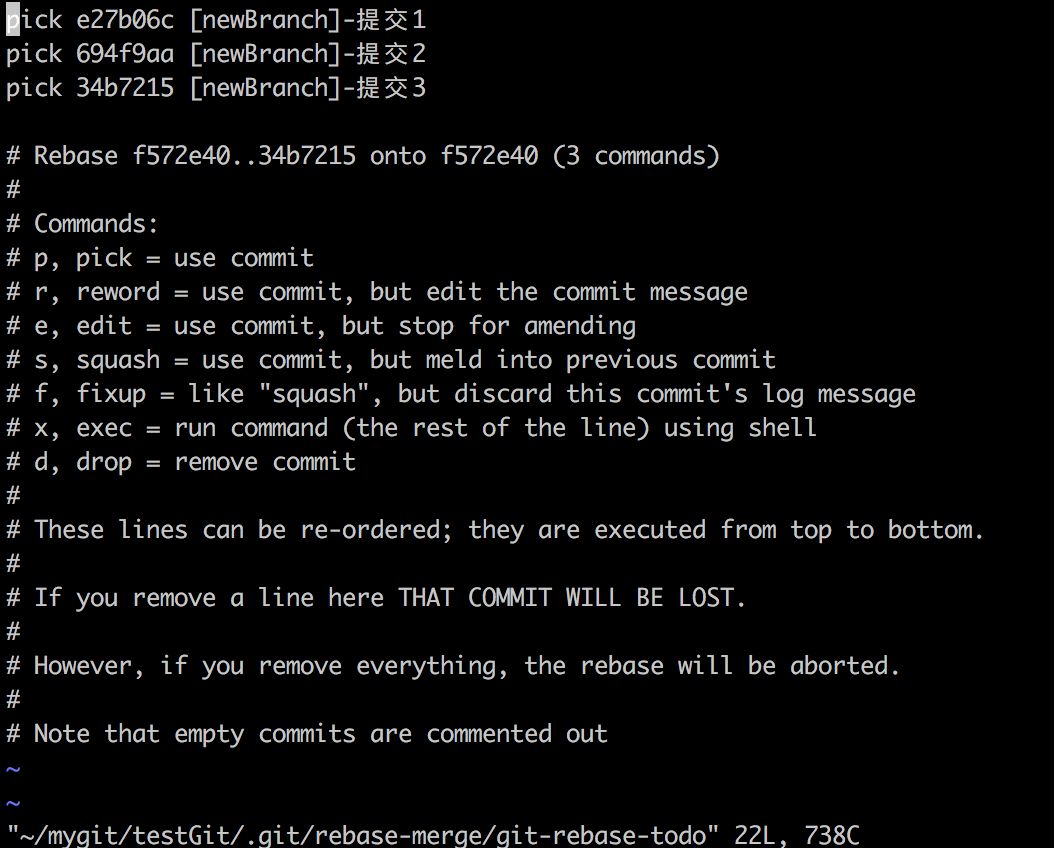 pick e27b06c [newBranch]-提交1
pick 694f9aa [newBranch]-提交2
pick 34b7215 [newBranch]-提交3
# Rebase f572e40..34b7215 onto f572e40 (3 commands)
#
# Commands:
# p, pick = use commit
# r, reword = use commit, but edit the commit message
# e, edit = use commit, but stop for amending
# s, squash = use commit, but meld into previous commit
# f, fixup = like "squash", but discard this commit's log message
# x, exec = run command (the rest of the line) using shell
# d, drop = remove commit
#
# These lines can be re-ordered; they are executed from top to bottom.
#
# If you remove a line here THAT COMMIT WILL BE LOST.
#
# However, if you remove everything, the rebase will be aborted.
#
# Note that empty commits are commented out
~
~
"~/mygit/testGit/.git/rebase-merge/git-rebase-todo" 22L, 738C